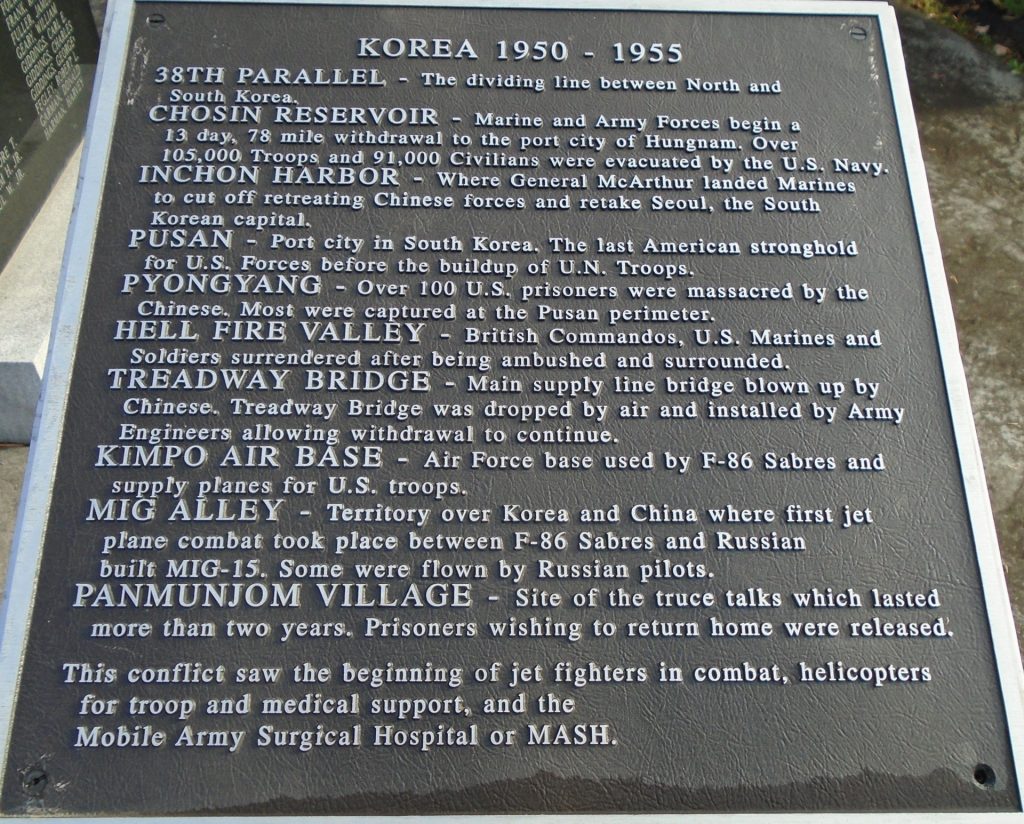 KOREA 1950 - 1955
38TH PARALLEL - The dividing line between North and
South Korea.
CHOSIN RESERVOIR - Marine and Army Forces begin a
13 day, 78 mile withdrawal to the port city of Hungnam. Over
105,000 Troops and 91,000 Civilians were evacuated by the U.S. Navy.
INCHON HARBOR - Where General McArthur landed Marines
to cut off retreating Chinese forces and retake Seoul, the South
Korean capital.
PUSAN - Port city in South Korea. The last American stronghold
for U.S. Forces before the buildup of U.N. Troops.
PYONGYANG - Over 100 U.S. prisoners were massacred by the
Chinese. Most were captured at the Pusan perimeter.
HELL FIRE VALLEY - British Commandos, U.S. Marines and
Soldiers surrendered after being ambushed and surrounded.
TREADWAY BRIDGE - Main supply line bridge blown up by
Chinese. Treadway Bridge was dropped by air and installed by Army
Engineers allowing withdrawal to continue.
KIMPO AIR BASE - Air Force base used by F-86 Sabres and
supply planes for U.S. troops.
MIG ALLEY - Territory over Korea and China where first jet
plane combat took place between F-86 Sabres and Russian
built MIG-15. Some were flown by Russian pilots.
PANMUNJOM VILLAGE - Site of the truce talks which lasted
more than two years. Prisoners wishing to return home were released.
This conflict saw the beginning of jet fighters in combat, helicopters
for troop and medical support, and the
Mobile Army Surgical Hospital or MASH.